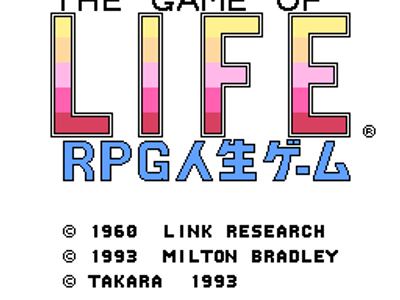 THE GAME OF
LIFE®
RPG人生ゲーム
© 1960 LINK RESEARCH
© 1993 MILTON BRADLEY
© TAKARA 1993